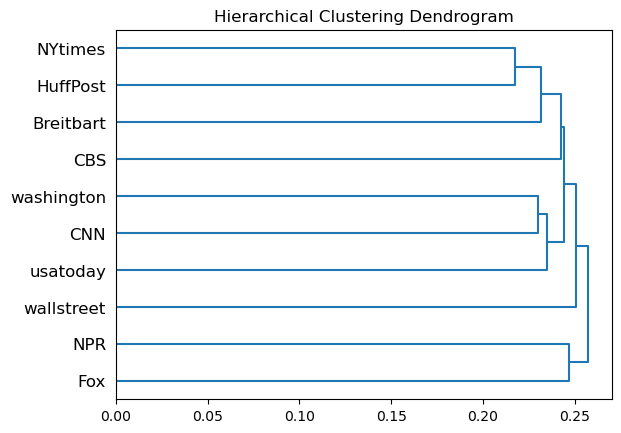 Hierarchical Clustering Dendrogram
NYtimes
HuffPost
Breitbart
CBS
washington
CNN
usatoday
wallstreet
NPR
Fox
0.00 0.05 0.10 0.15 0.20 0.25